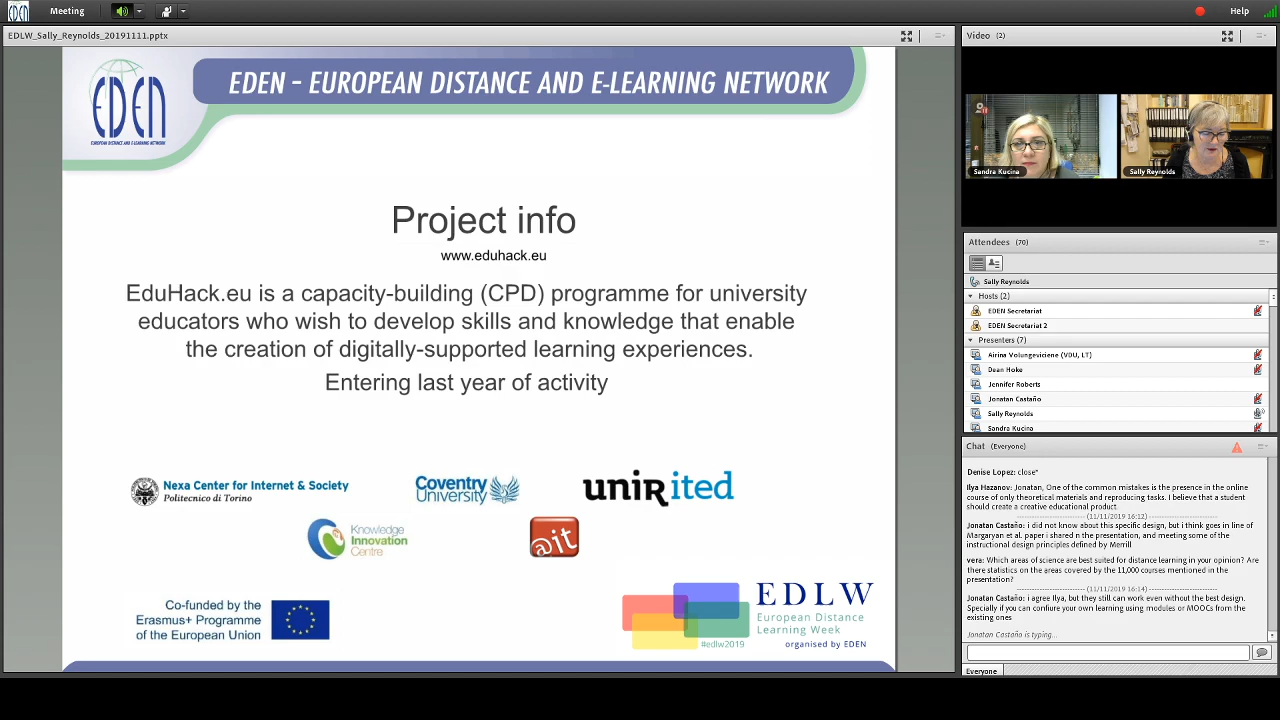 EDEN
Meeting
Help
EDLW_Sally_Reynolds_20191111.pptx
EDEN
EUROPEAN DISTANCE AND E-LEARNING NETWORK
EDEN – EUROPEAN DISTANCE AND E-LEARNING NETWORK
Project info
www.eduhack.eu
EduHack.eu is a capacity-building (CPD) programme for university
educators who wish to develop skills and knowledge that enable
the creation of digitally-supported learning experiences.
Entering last year of activity
Nexa Center for Internet & Society
Politecnico di Torino
Coventry
University
uniRited
Knowledge
Innovation
Centre
@it
Co-funded by the
Erasmus+ Programme
of the European Union
EDLW
European Distance
Learning Week
#edlw2019
organised by EDEN
Video (2)
Sandra Kucina
Sally Reynolds
Attendees (70)
Sally Reynolds
Hosts (2)
EDEN Secretariat
EDEN Secretariat 2
Presenters (7)
Airina Volungeviciene (VDU, LT)
Dean Hoke
Jennifer Roberts
Jonatan Castaño
Sally Reynolds
Sandra Kucina
Chat (Everyone)
Denise Lopez: close*
Ilya Hazanov: Jonatan, One of the common mistakes is the presence in the online
course of only theoretical materials and reproducing tasks. I believe that a student
should create a creative educational product.
(11/11/2019 16:12)
Jonatan Castaño: i did not know about this specific design, but i think goes in line of
Margaryan et al. paper i shared n the presentation, and meeting some of the
instructional design principles defined by Merrill
vera: Which areas of science are best suited for distance learning in your opinion? Are
there statistics on the areas covered by the 11,000 courses mentioned in the
presentation?
(11/11/2019 16:14)
Jonatan Castaño: i agree Ilya, but they still can work even without the best design.
Specially if you can confiure your own learning using modules or MOOCs from the
existing ones
Jonatan Castaño is typing...
Everyone